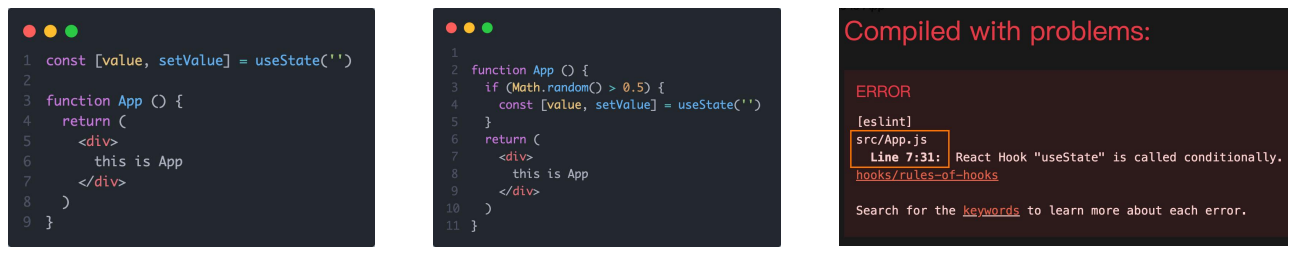 1 const [value, setValue] = useState('')
2
3 function App () {
4   return (
5     <div>
6       this is App
7     </div>
8   )
9 }
1
2 function App () {
3   if (Math.random() > 0.5) {
4     const [value, setValue] = useState('')
5   }
6   return (
7     <div>
8       this is App
9     </div>
10   )
11 }
Compiled with problems:
ERROR
[eslint]
src/App.js
  Line 7:31:  React Hook "useState" is called conditionally.
hooks/rules-of-hooks
Search for the keywords to learn more about each error.